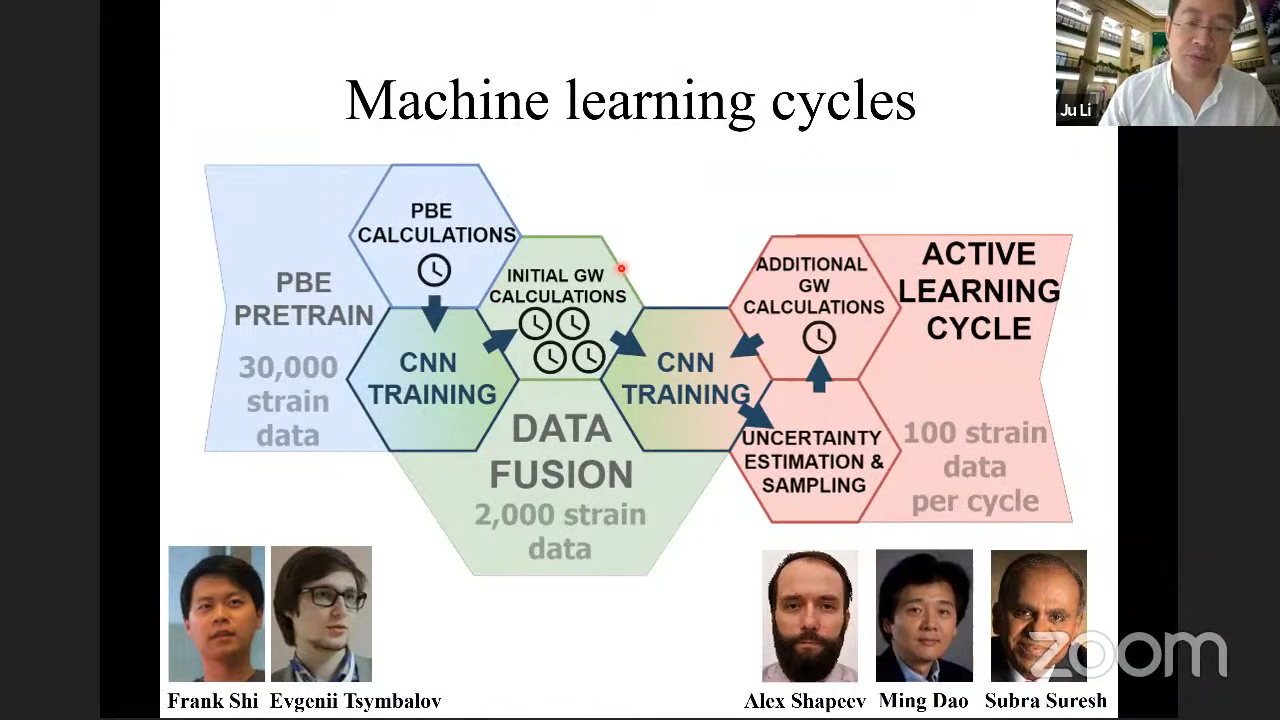 Machine learning cycles
Ju Li
PBE
CALCULATIONS
PBE
PRETRAIN
30,000
strain
data
CNN
TRAINING
INITIAL GW
CALCULATIONS
DATA
FUSION
2,000 strain
data
CNN
TRAINING
ADDITIONAL
GW
CALCULATIONS
UNCERTAINTY
ESTIMATION &
SAMPLING
ACTIVE
LEARNING
CYCLE
100 strain
data
per cycle
Frank Shi
Evgenii Tsymbalov
Alex Shapeev
Ming Dao
Subra Suresh
zoom